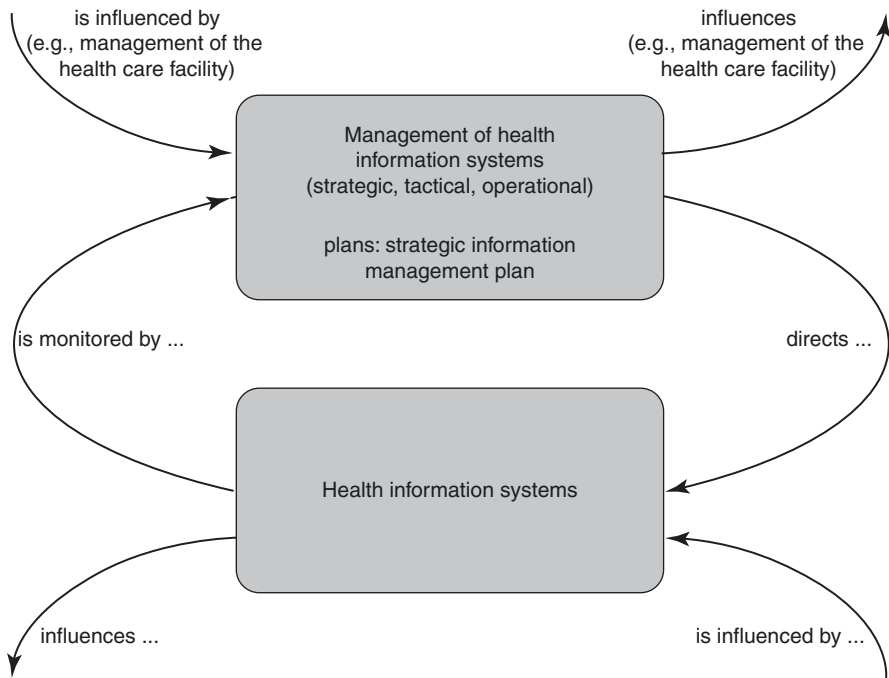 is influenced by
(e.g., management of the
health care facility)
influences
(e.g., management of the
health care facility)
Management of health
information systems
(strategic, tactical, operational)
plans: strategic information
management plan
is monitored by ...
directs ...
Health information systems
influences ...
is influenced by ...